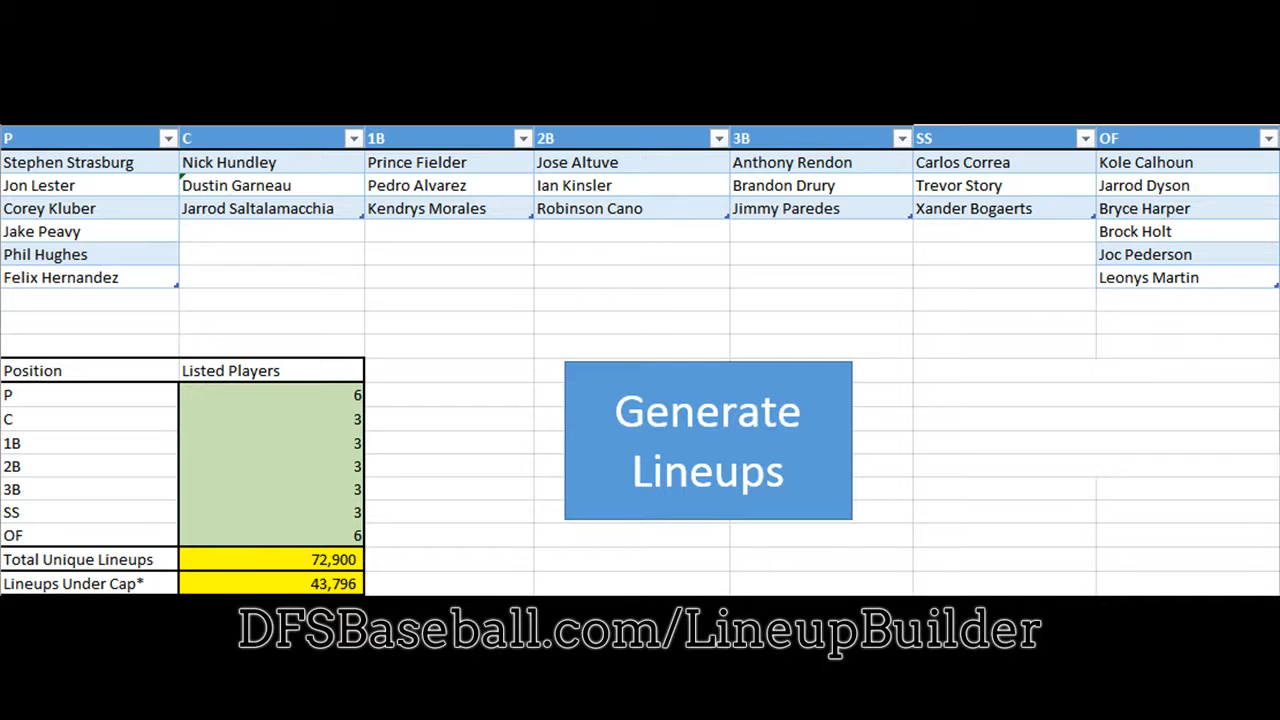 P C 1B 2B 3B SS OF
Stephen Strasburg Nick Hundley Prince Fielder Jose Altuve Anthony Rendon Carlos Correa Kole Calhoun
Jon Lester Dustin Garneau Pedro Alvarez Ian Kinsler Brandon Drury Trevor Story Jarrod Dyson
Corey Kluber Jarrod Saltalamacchia Kendrys Morales Robinson Cano Jimmy Paredes Xander Bogaerts Bryce Harper
Jake Peavy Brock Holt
Phil Hughes Joc Pederson
Felix Hernandez Leonys Martin
Position Listed Players
P 6
C 3
1B 3
2B 3
3B 3
SS 3
OF 6
Total Unique Lineups 72,900
Lineups Under Cap* 43,796
Generate
Lineups
DFSBaseball.com/LineupBuilder